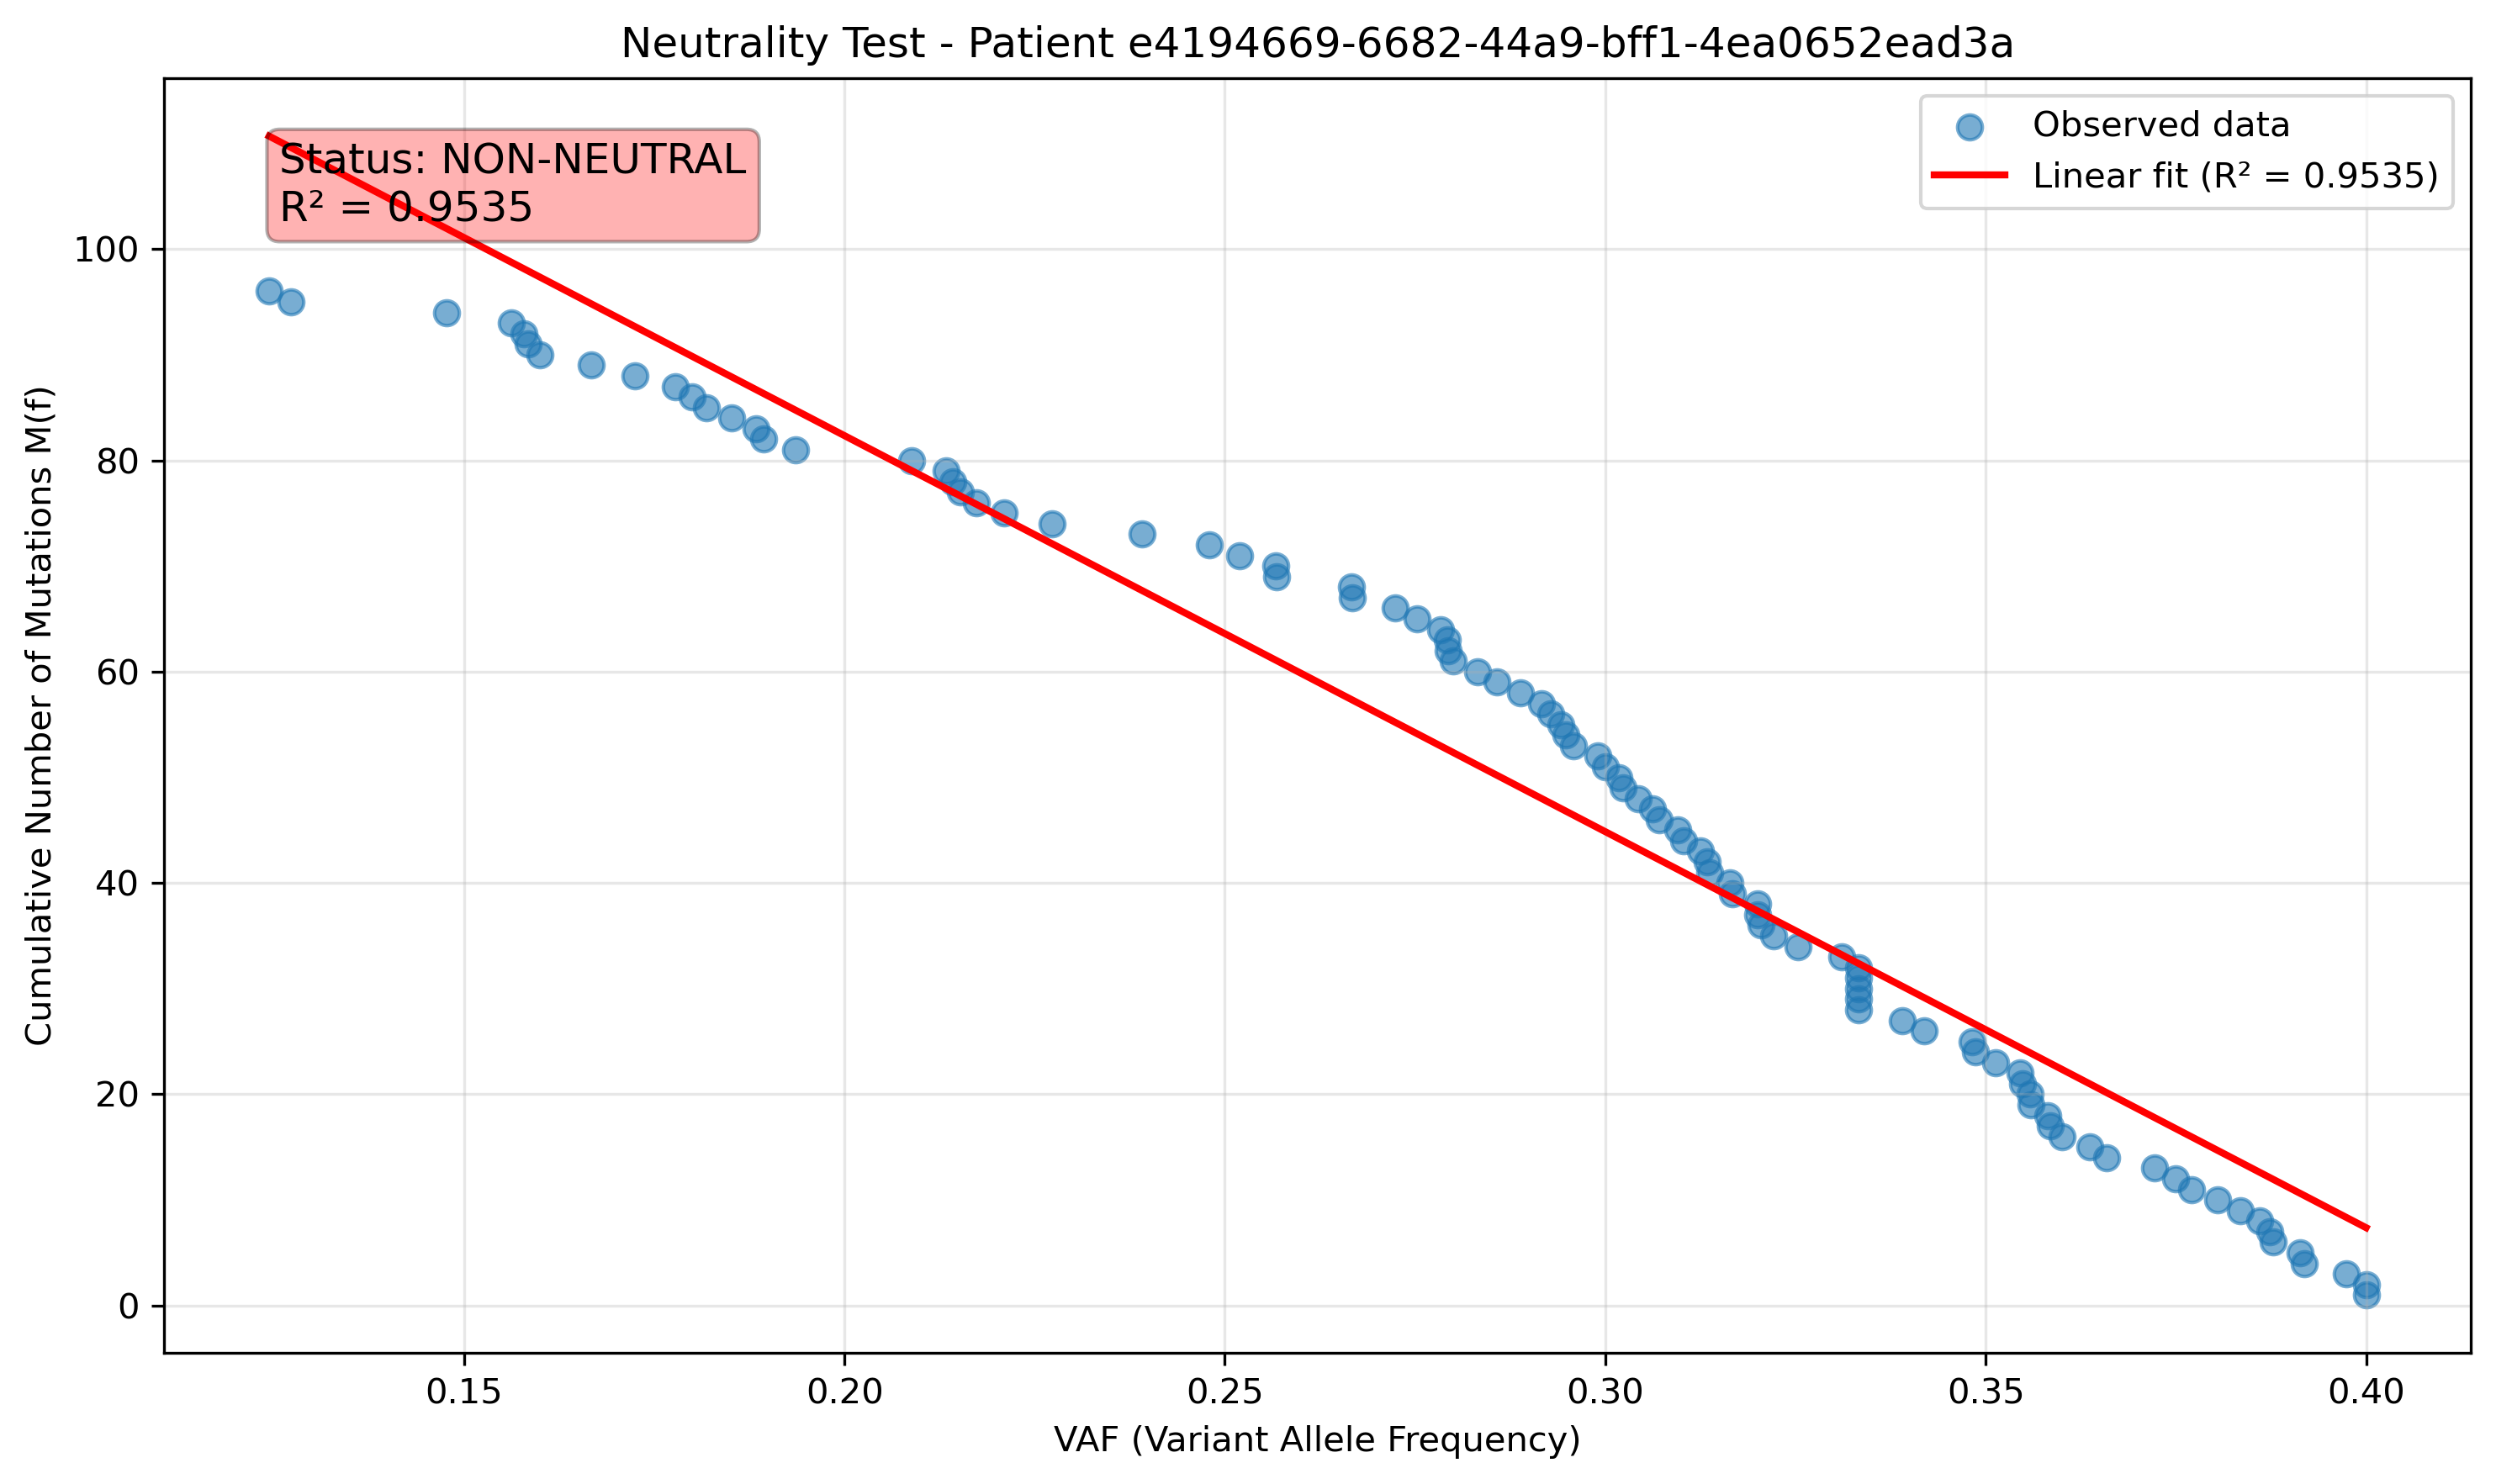 Neutrality Test - Patient e4194669-6682-44a9-bff1-4ea0652ead3a
Status: NON-NEUTRAL
R² = 0.9535
Observed data
Linear fit (R² = 0.9535)
Cumulative Number of Mutations M(f)
100
80
60
40
20
0
0.15
0.20
0.25
0.30
0.35
0.40
VAF (Variant Allele Frequency)